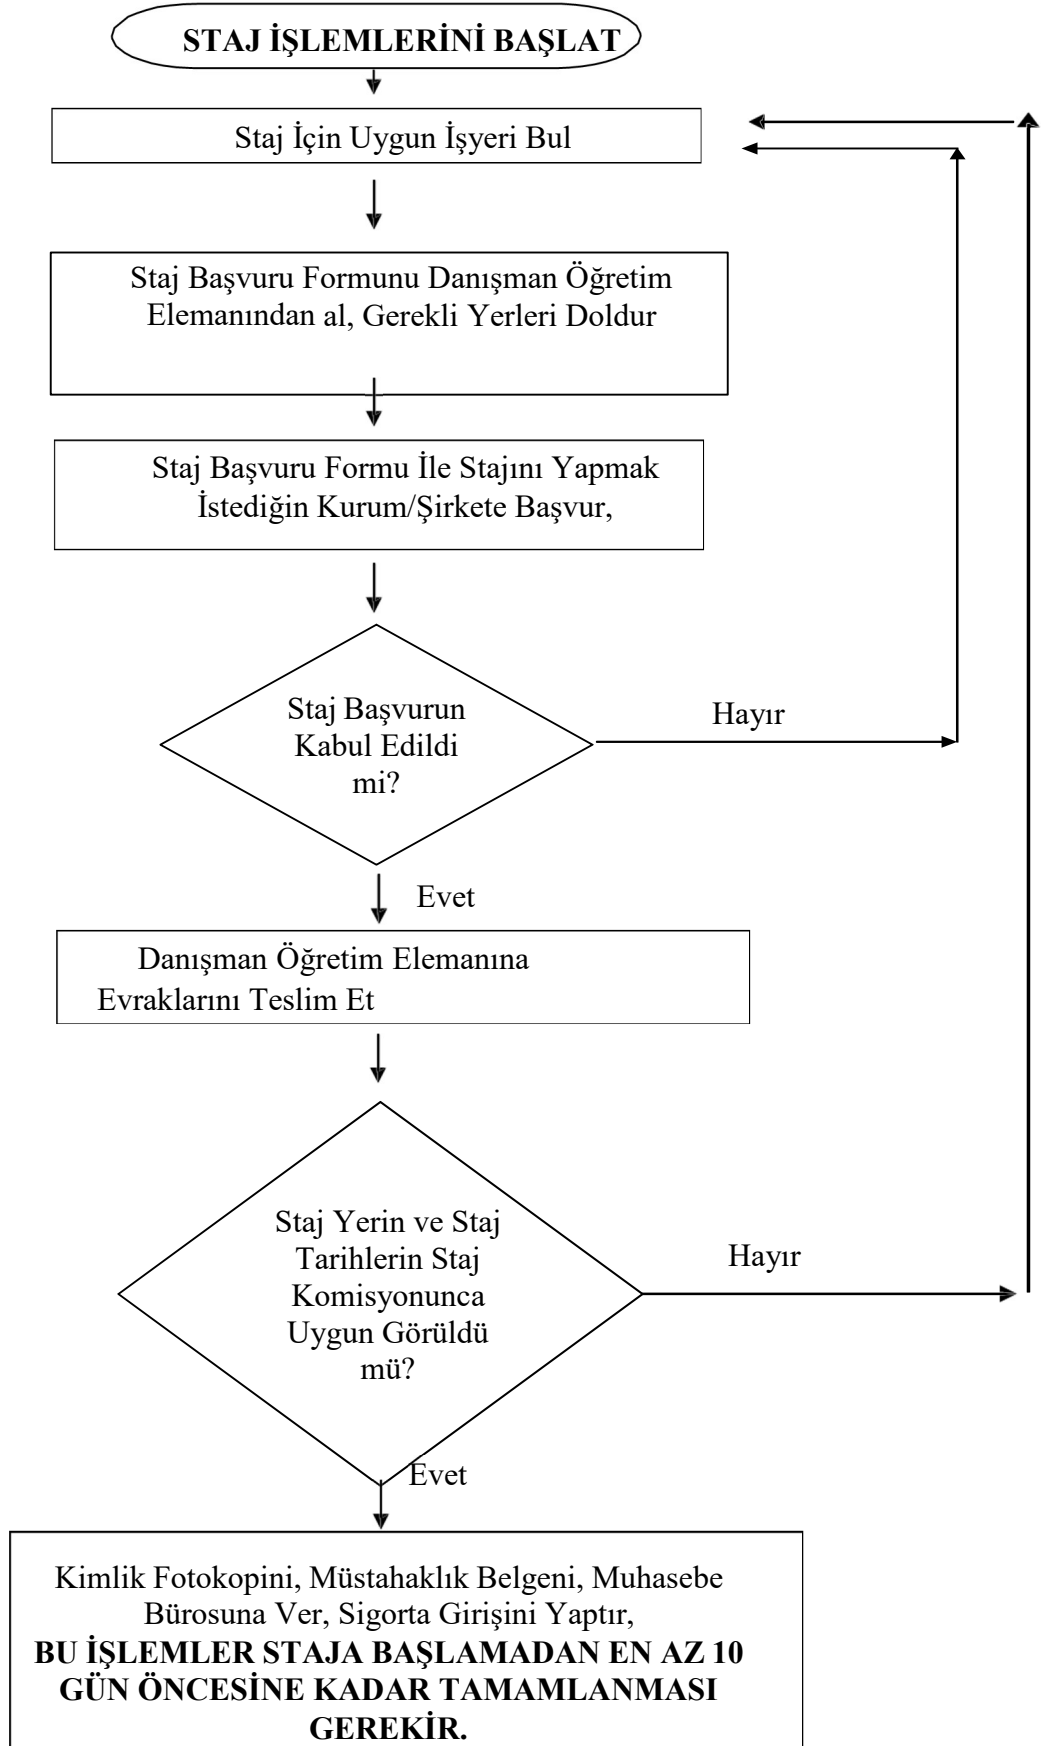 STAJ İŞLEMLERİNİ BAŞLAT
Staj İçin Uygun İşyeri Bul
Staj Başvuru Formunu Danışman Öğretim
Elemanından al, Gerekli Yerleri Doldur
Staj Başvuru Formu İle Stajını Yapmak
İstediğin Kurum/Şirkete Başvur,
Staj Başvurun
Kabul Edildi
mi?
Hayır
Evet
Danışman Öğretim Elemanına
Evraklarını Teslim Et
Staj Yerin ve Staj
Tarihlerin Staj
Komisyonunca
Uygun Görüldü
mü?
Hayır
Evet
Kimlik Fotokopini, Müstahaklık Belgeni, Muhasebe
Bürosuna Ver, Sigorta Girişini Yaptır,
BU İŞLEMLER STAJA BAŞLAMADAN EN AZ 10
GÜN ÖNCESİNE KADAR TAMAMLANMASI
GEREKİR.